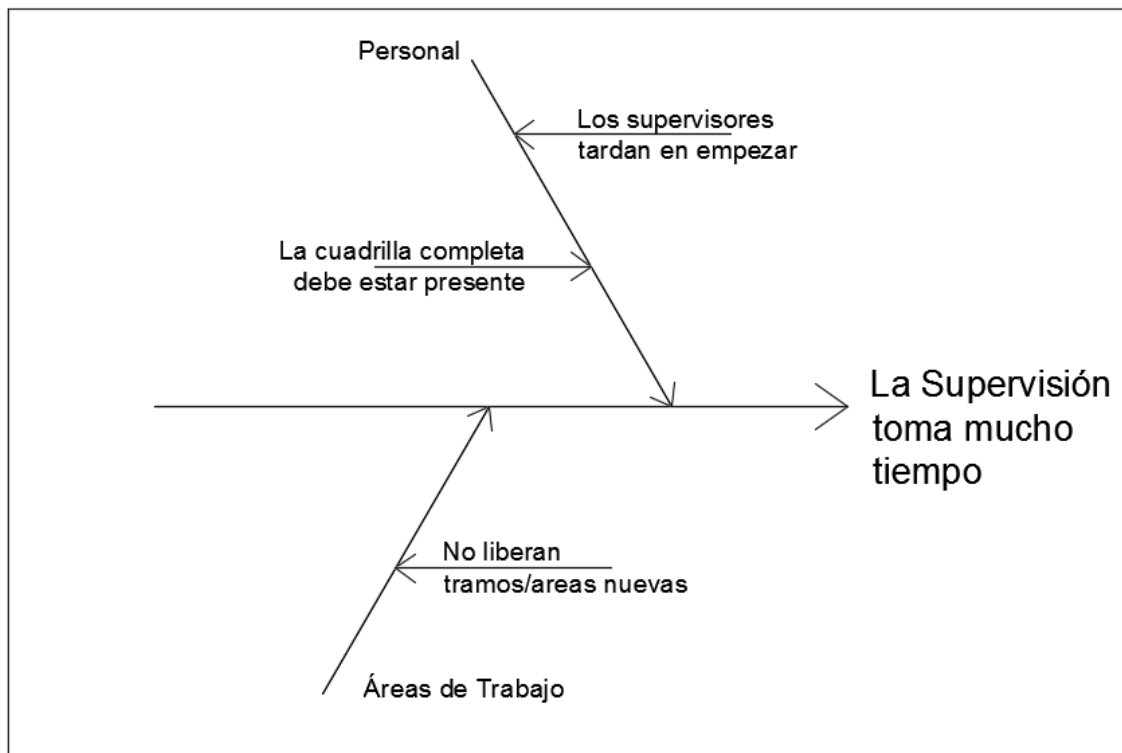 Personal
Los supervisores
tardan en empezar
La cuadrilla completa
debe estar presente
La Supervisión
toma mucho
tiempo
No liberan
tramos/areas nuevas
Áreas de Trabajo